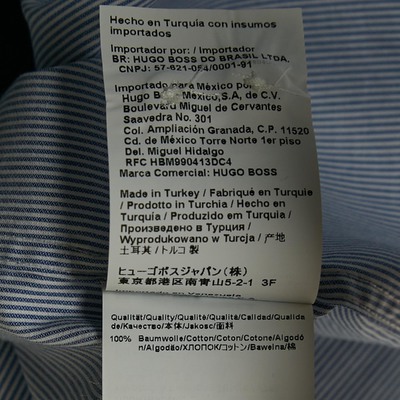 Hecho en Turquía con insumos
importados
Importador por: / Importador
BR: HUGO BOSS DO BRASIL LTDA.
CNPJ: 57-621-054/0001-91
Importado para México por
Hugo Boss Mexico,S.A, de C.V.
Boulevard Miguel de Cervantes
Saavedra No. 301
Col. Ampliación Granada, C.P. 11520
Cd. de México Torre Norte 1er piso
Del. Miguel Hidalgo
RFC HBM990413DC4
Marca Comercial: HUGO BOSS
Made in Turkey / Fabriqué en Turquie
/ Prodotto in Turchia / Hecho en
Turquía / Produzido em Turquia /
Произведено в Турции /
Wyprodukowano w Turcja / 产地
土耳其 / トルコ 製
ヒューゴボスジャパン (株)
東京都港区南青山5-2-1 3F
Qualität/Quality/Qualité/Qualità/Calidad/Qualida
de/Качество/本体/Jakosc/面料
100% Baumwolle/Cotton/Coton/Cotone/Algodó
n/Algodão/ХЛОПОК/コットン/Bawelna/棉